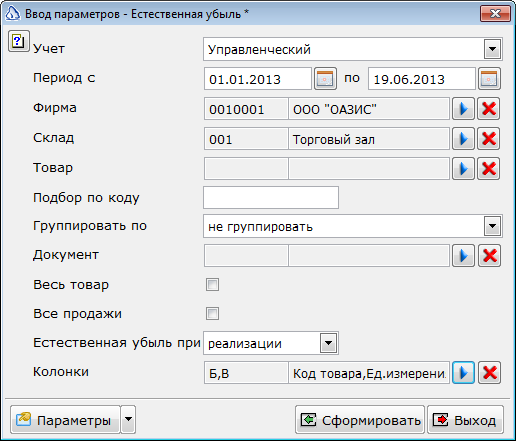 Ввод параметров - Естественная убыль *
Учет Управленческий
Период с 01.01.2013 по 19.06.2013
Фирма 0010001 ООО "ОАЗИС"
Склад 001 Торговый зал
Товар
Подбор по коду
Группировать по не группировать
Документ
Весь товар
Все продажи
Естественная убыль при реализации
Колонки Б,В Код товара,Ед.измерени
Параметры Сформировать Выход